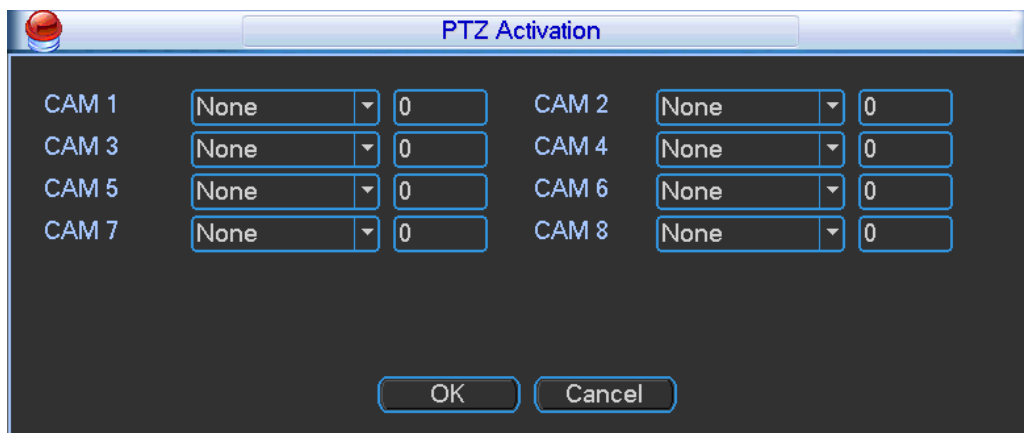 PTZ Activation
CAM 1 None 0 CAM 2 None 0
CAM 3 None 0 CAM 4 None 0
CAM 5 None 0 CAM 6 None 0
CAM 7 None 0 CAM 8 None 0
OK Cancel